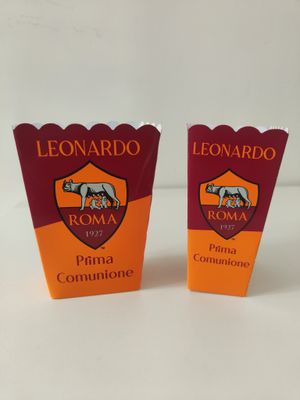 LEONARDO
ROMA
1927
Prima
Comunione
LEONARDO
ROMA
1927
Prima
Comunione